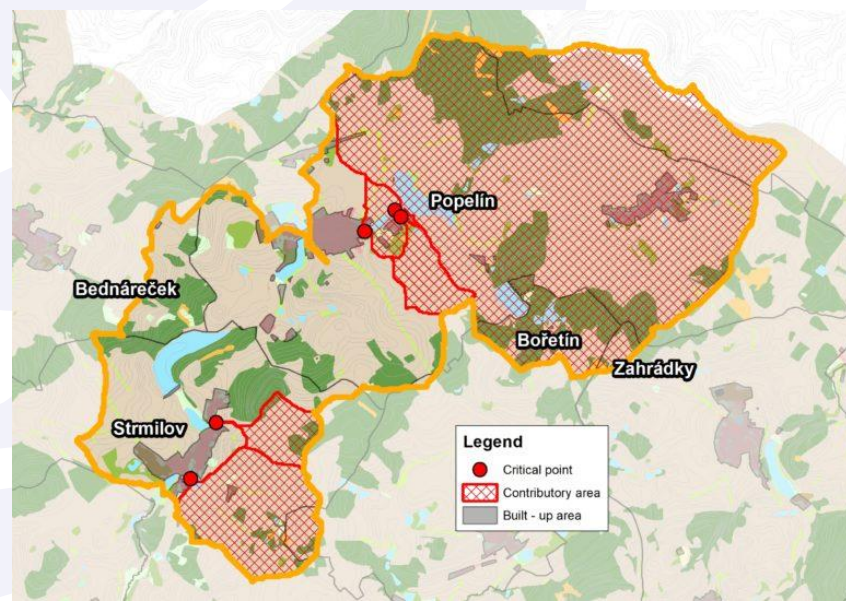 Popelín
Bednáreček
Bořetín
Zahrádky
Strmilov
Legend
Critical point
Contributory area
Built - up area